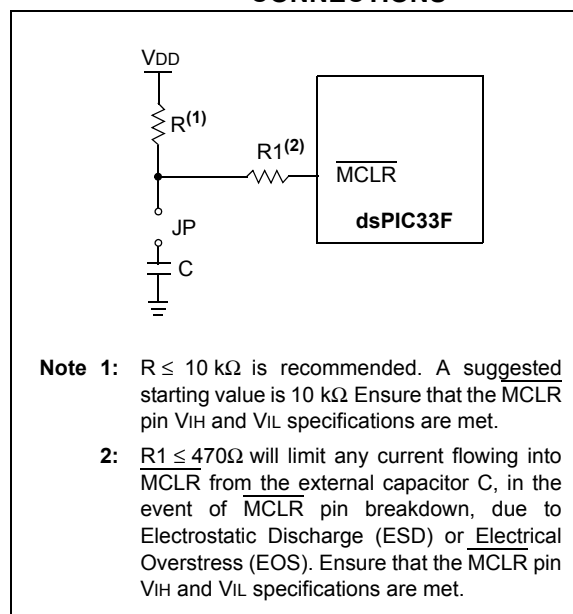 CONNECTIONS
VDD
R(1)
R1(2)
MCLR
dsPIC33F
JP
C
Note 1: R ≤ 10 kΩ is recommended. A suggested
starting value is 10 kΩ Ensure that the MCLR
pin VIH and VIL specifications are met.
2: R1 ≤ 470Ω will limit any current flowing into
MCLR from the external capacitor C, in the
event of MCLR pin breakdown, due to
Electrostatic Discharge (ESD) or Electrical
Overstress (EOS). Ensure that the MCLR pin
VIH and VIL specifications are met.